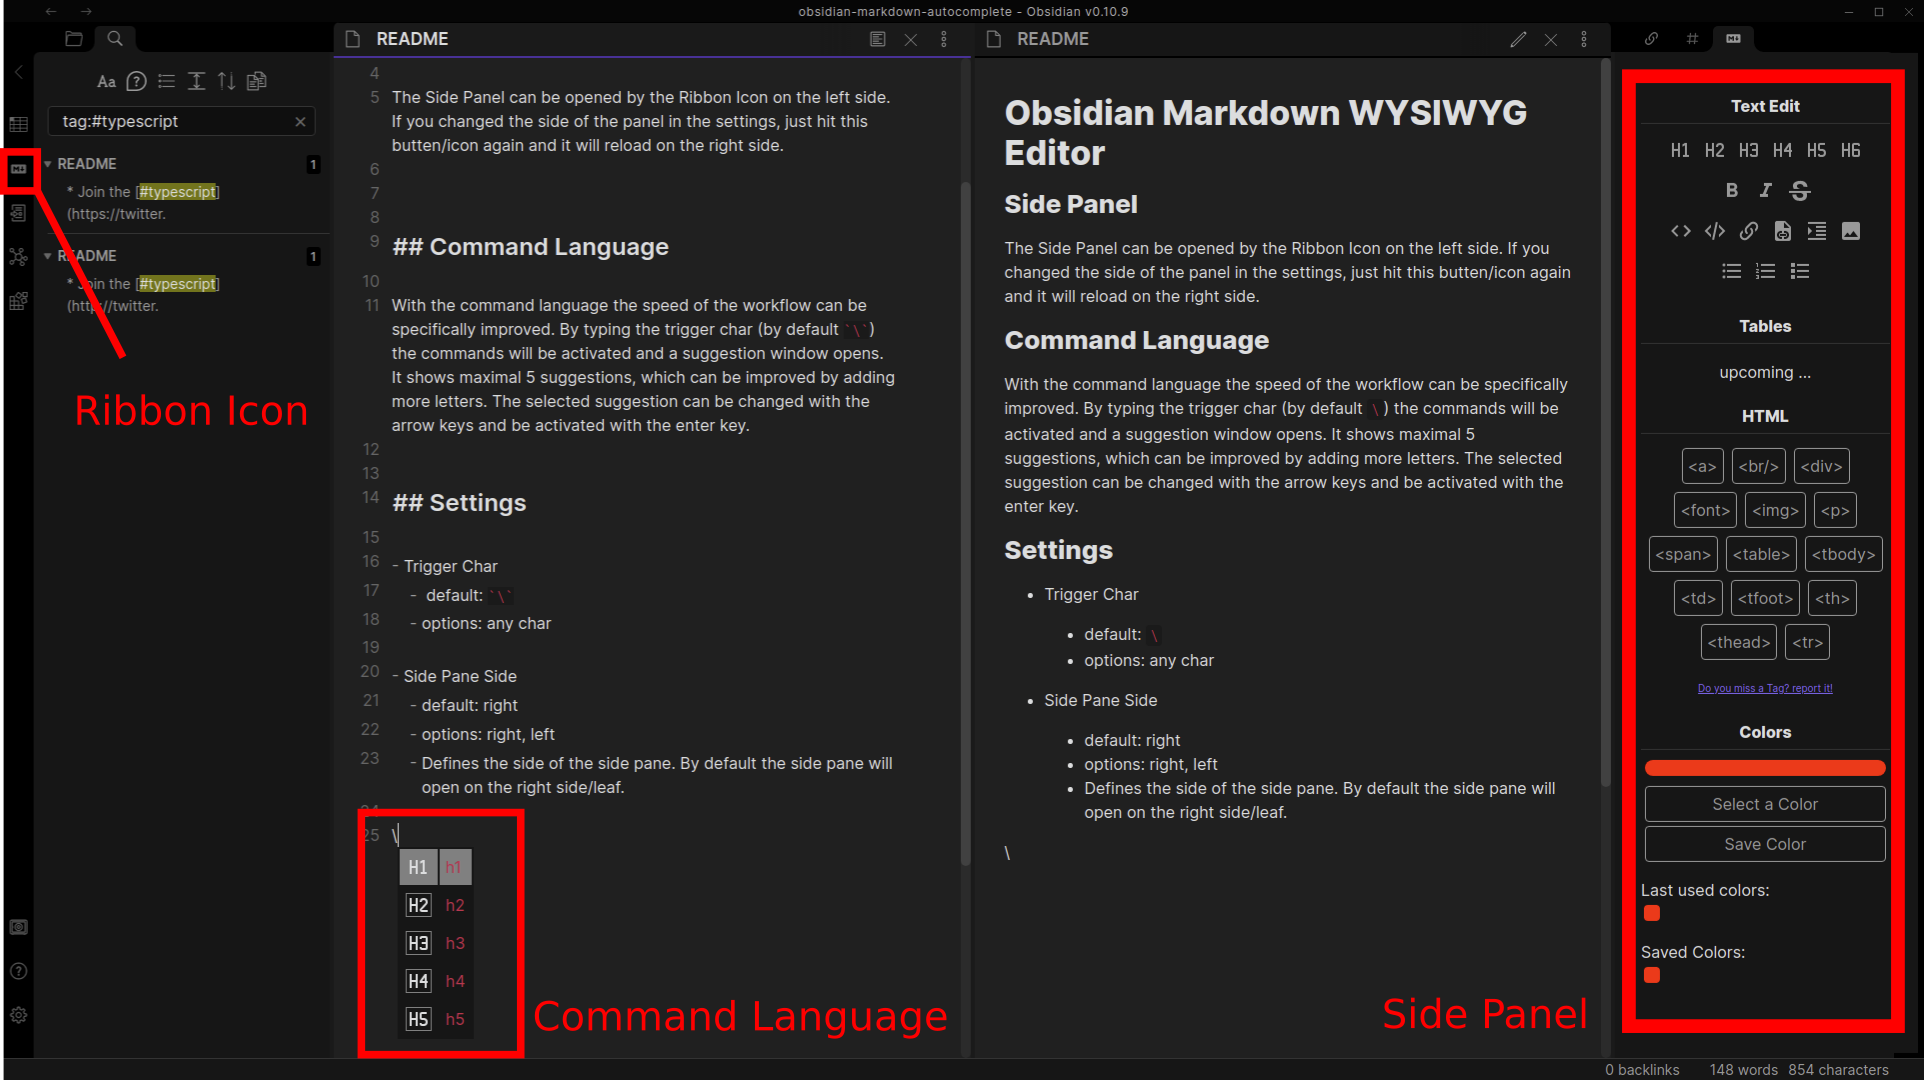 obsidian-markdown-autocomplete - Obsidian v0.10.9
Aa
tag:#typescript
README 1
* Join the [#typescript]
(https://twitter.
README 1
* Join the [#typescript]
(http://twitter.
Ribbon Icon
README
4
5 The Side Panel can be opened by the Ribbon Icon on the left side.
If you changed the side of the panel in the settings, just hit this
butten/icon again and it will reload on the right side.
6
7
8
9 ## Command Language
10
11 With the command language the speed of the workflow can be
specifically improved. By typing the trigger char (by default `\`)
the commands will be activated and a suggestion window opens.
It shows maximal 5 suggestions, which can be improved by adding
more letters. The selected suggestion can be changed with the
arrow keys and be activated with the enter key.
12
13
14 ## Settings
15
16 - Trigger Char
17 - default: `\`
18 - options: any char
19
20 - Side Pane Side
21 - default: right
22 - options: right, left
23 - Defines the side of the side pane. By default the side pane will
open on the right side/leaf.
24
25 \
H1 h1
H2 h2
H3 h3
H4 h4
H5 h5
Command Language
README
Obsidian Markdown WYSIWYG
Editor
Side Panel
The Side Panel can be opened by the Ribbon Icon on the left side. If you
changed the side of the panel in the settings, just hit this butten/icon again
and it will reload on the right side.
Command Language
With the command language the speed of the workflow can be specifically
improved. By typing the trigger char (by default \ ) the commands will be
activated and a suggestion window opens. It shows maximal 5
suggestions, which can be improved by adding more letters. The selected
suggestion can be changed with the arrow keys and be activated with the
enter key.
Settings
• Trigger Char
• default: \
• options: any char
• Side Pane Side
• default: right
• options: right, left
• Defines the side of the side pane. By default the side pane will
open on the right side/leaf.
\
Side Panel
Text Edit
H1 H2 H3 H4 H5 H6
B I S
Tables
upcoming ...
HTML
<a> <br/> <div>
<font> <img> <p>
<span> <table> <tbody>
<td> <tfoot> <th>
<thead> <tr>
Do you miss a Tag? report it!
Colors
Select a Color
Save Color
Last used colors:
Saved Colors:
0 backlinks 148 words 854 characters